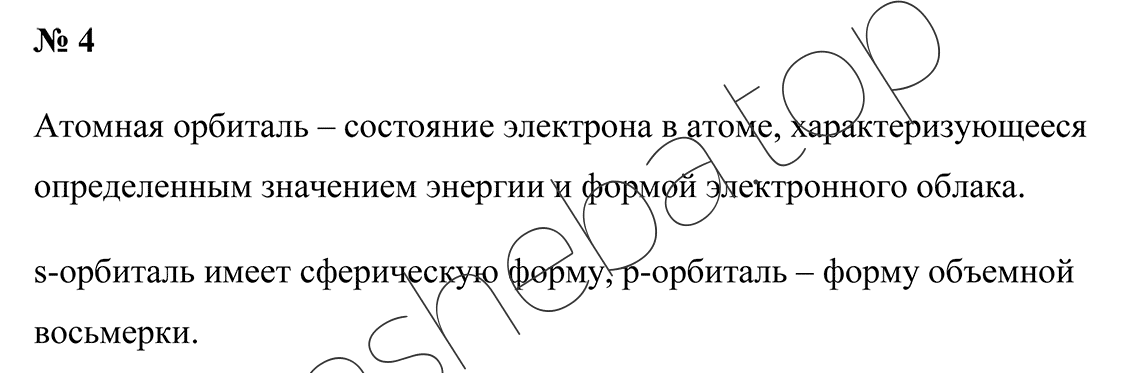 № 4
Атомная орбиталь – состояние электрона в атоме, характеризующееся
определенным значением энергии и формой электронного облака.
s-орбиталь имеет сферическую форму, р-орбиталь – форму объемной
восьмерки.